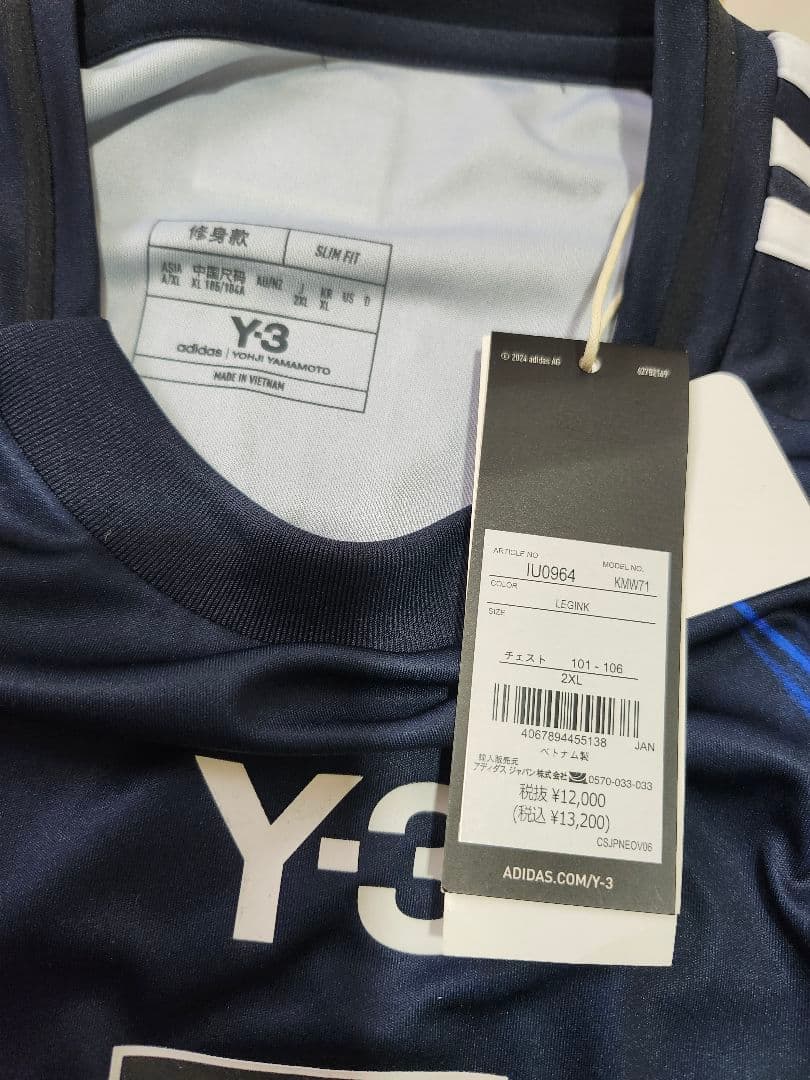 修身款 SLIM FIT
ASIA 中国尺码 AU/NZ J KR US D
A/XL XL 185/104A 2XL XL
Y-3
adidas | YOHJI YAMAMOTO
MADE IN VIETNAM
© 2024 adidas AG 62702169
ARTICLE NO. MODEL NO.
IU0964 KMW71
COLOR
LEGINK
SIZE
チェスト 101 - 106
2XL
4067894455138 JAN
ベトナム製
輸入販売元
アディダス ジャパン株式会社 0570-033-033
税抜 ¥12,000
(税込 ¥13,200)
CSJPNEOV06
ADIDAS.COM/Y-3
Y-3